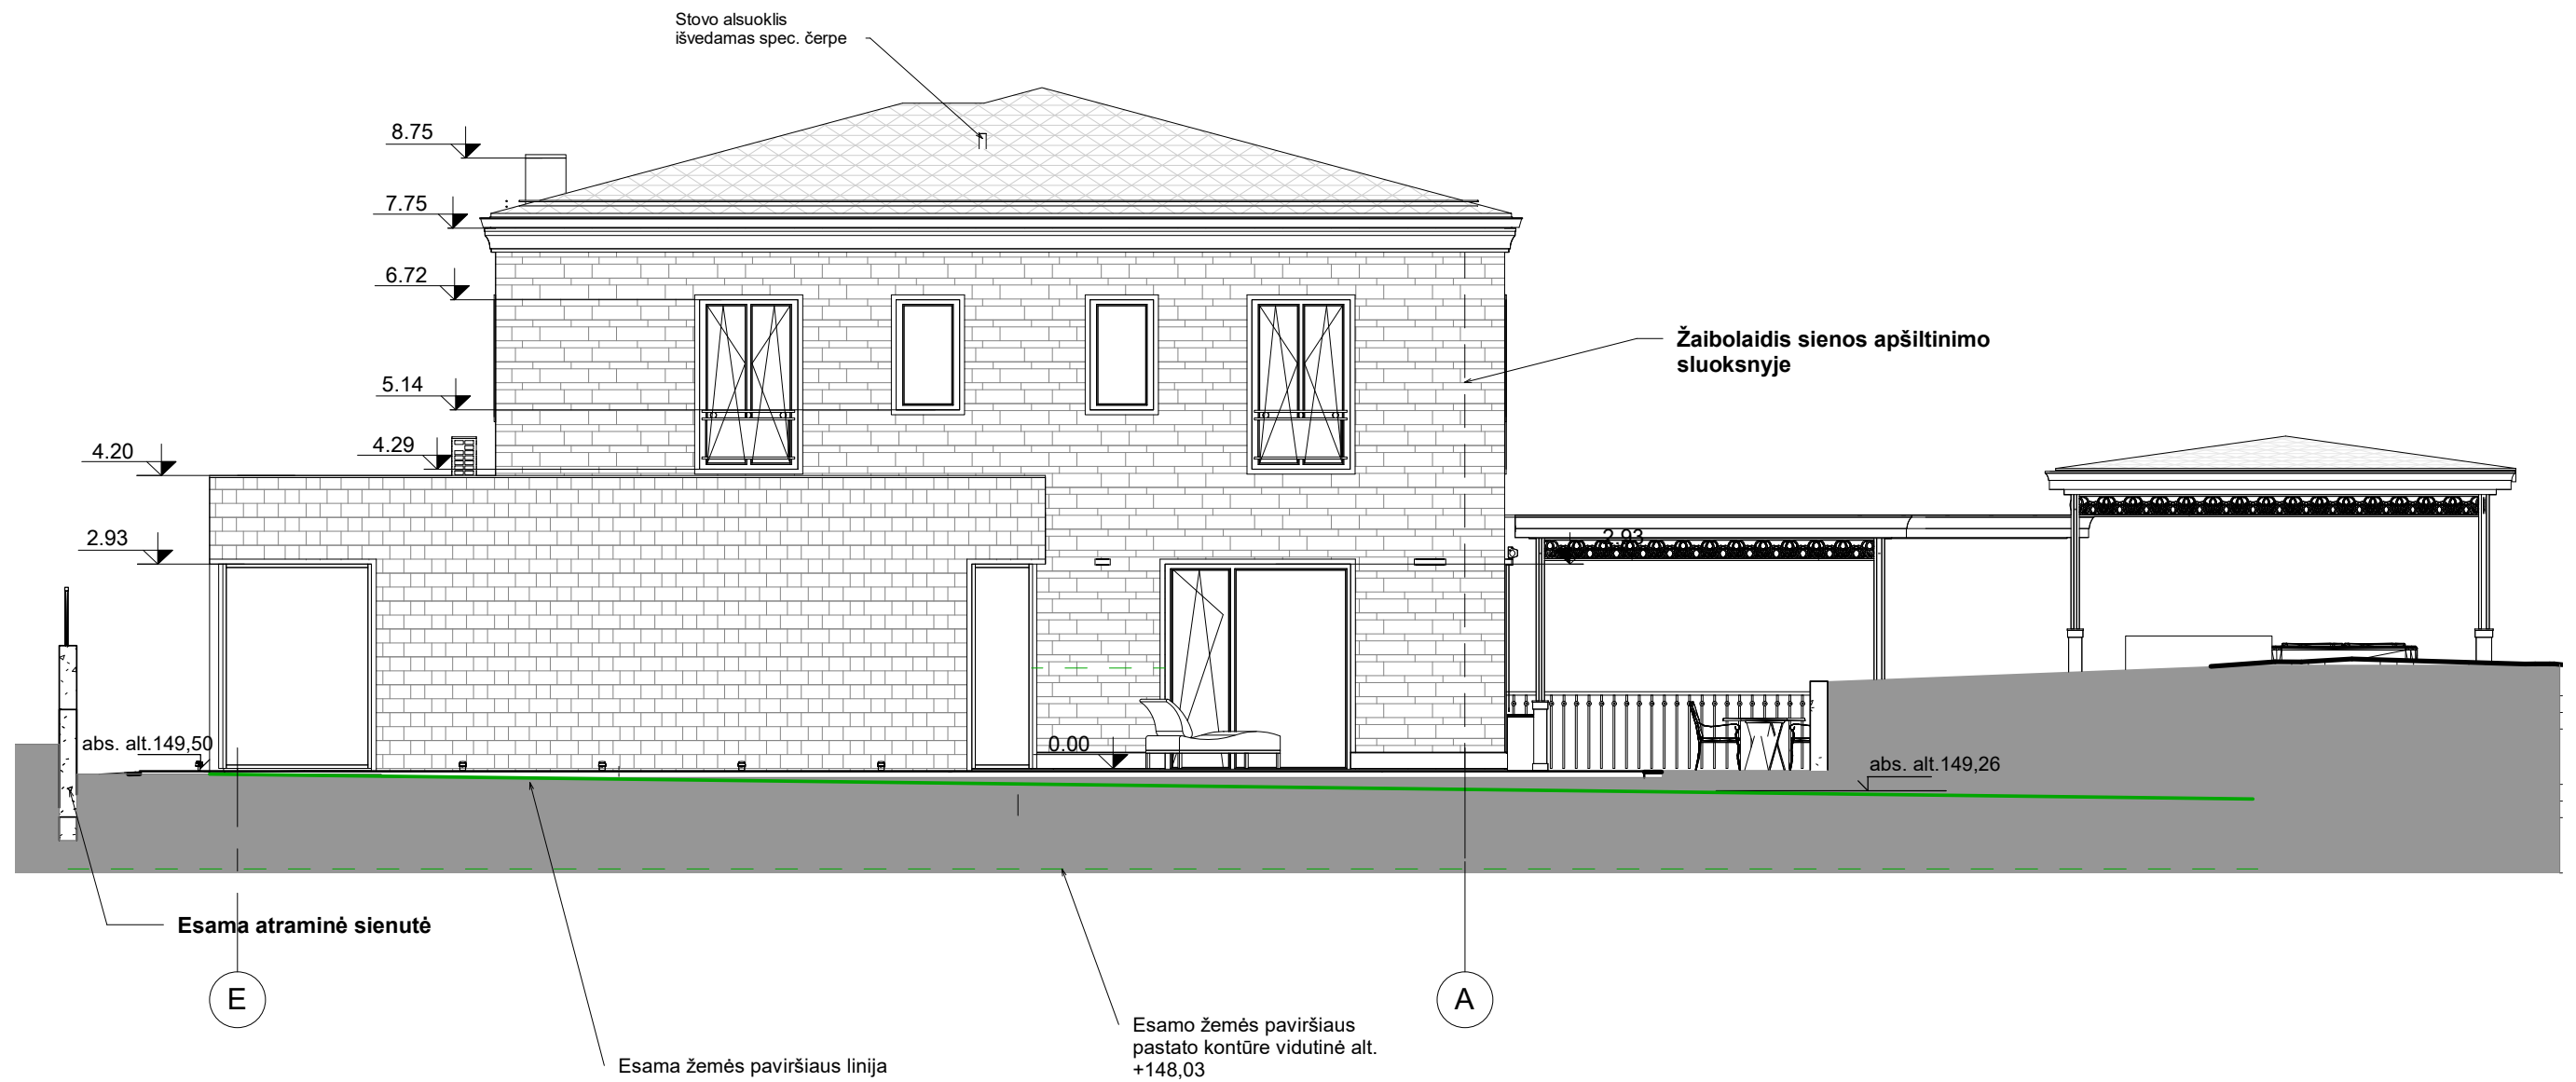 Stovo alsuoklis
išvedamas spec. čerpe
8.75
7.75
6.72
Žaibolaidis sienos apšiltinimo
sluoksnyje
5.14
4.29
4.20
2.93
2.93
abs. alt.149,50
0.00
abs. alt.149,26
Esama atraminė sienutė
E
A
Esamo žemės paviršiaus
pastato kontūre vidutinė alt.
+148,03
Esama žemės paviršiaus linija